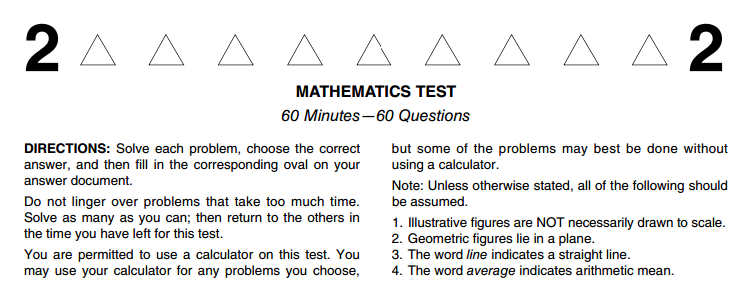 2 2
MATHEMATICS TEST
60 Minutes—60 Questions
DIRECTIONS: Solve each problem, choose the correct
answer, and then fill in the corresponding oval on your
answer document.
Do not linger over problems that take too much time.
Solve as many as you can; then return to the others in
the time you have left for this test.
You are permitted to use a calculator on this test. You
may use your calculator for any problems you choose,
but some of the problems may best be done without
using a calculator.
Note: Unless otherwise stated, all of the following should
be assumed.
1. Illustrative figures are NOT necessarily drawn to scale.
2. Geometric figures lie in a plane.
3. The word line indicates a straight line.
4. The word average indicates arithmetic mean.